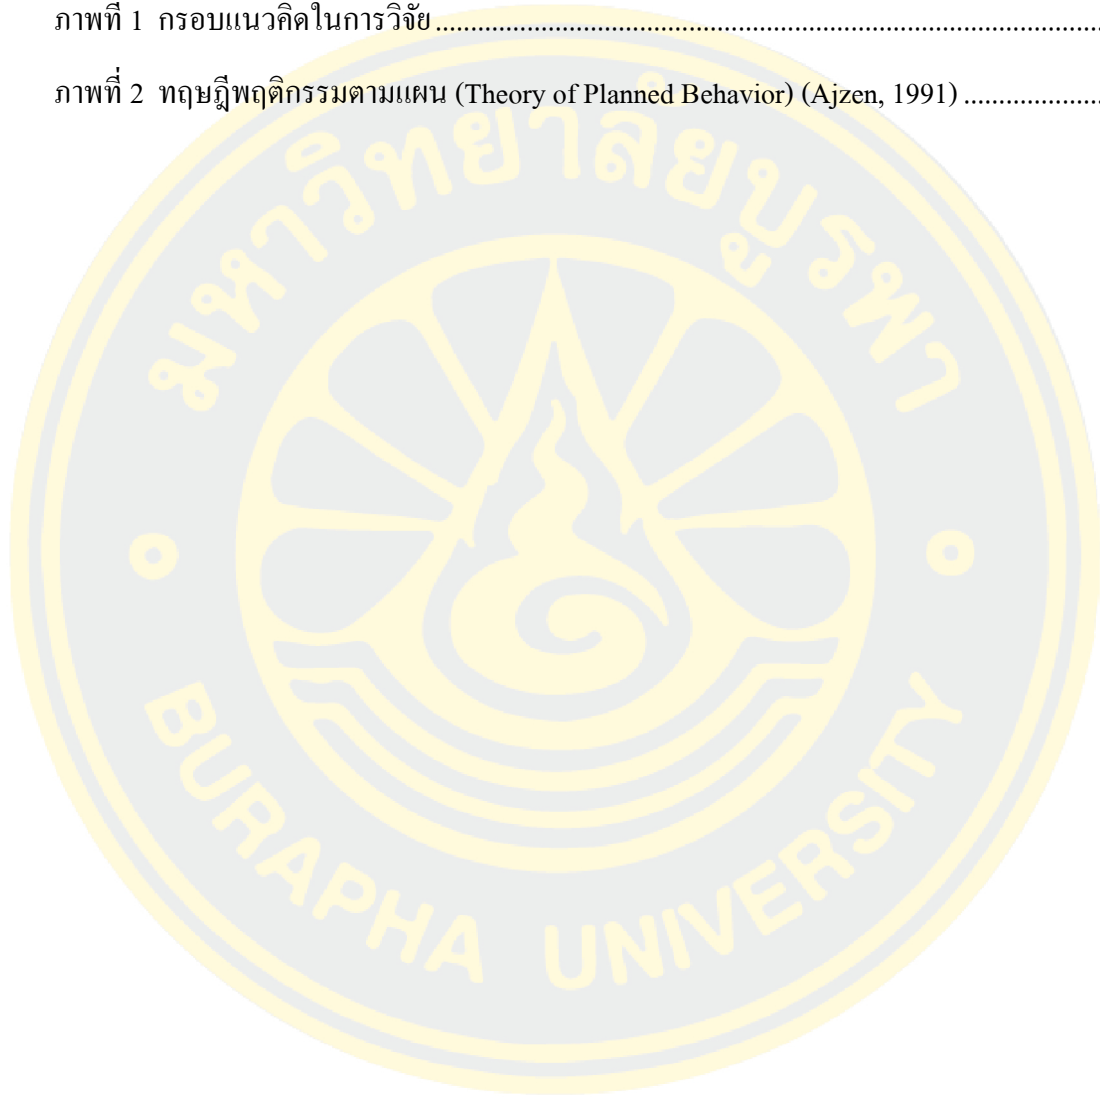 ภาพที่ 1 กรอบแนวคิดในการวิจัย
ภาพที่ 2 ทฤษฎีพฤติกรรมตามแผน (Theory of Planned Behavior) (Ajzen, 1991)
มหาวิทยาลัยบูรพา
BURAPHA UNIVERSITY